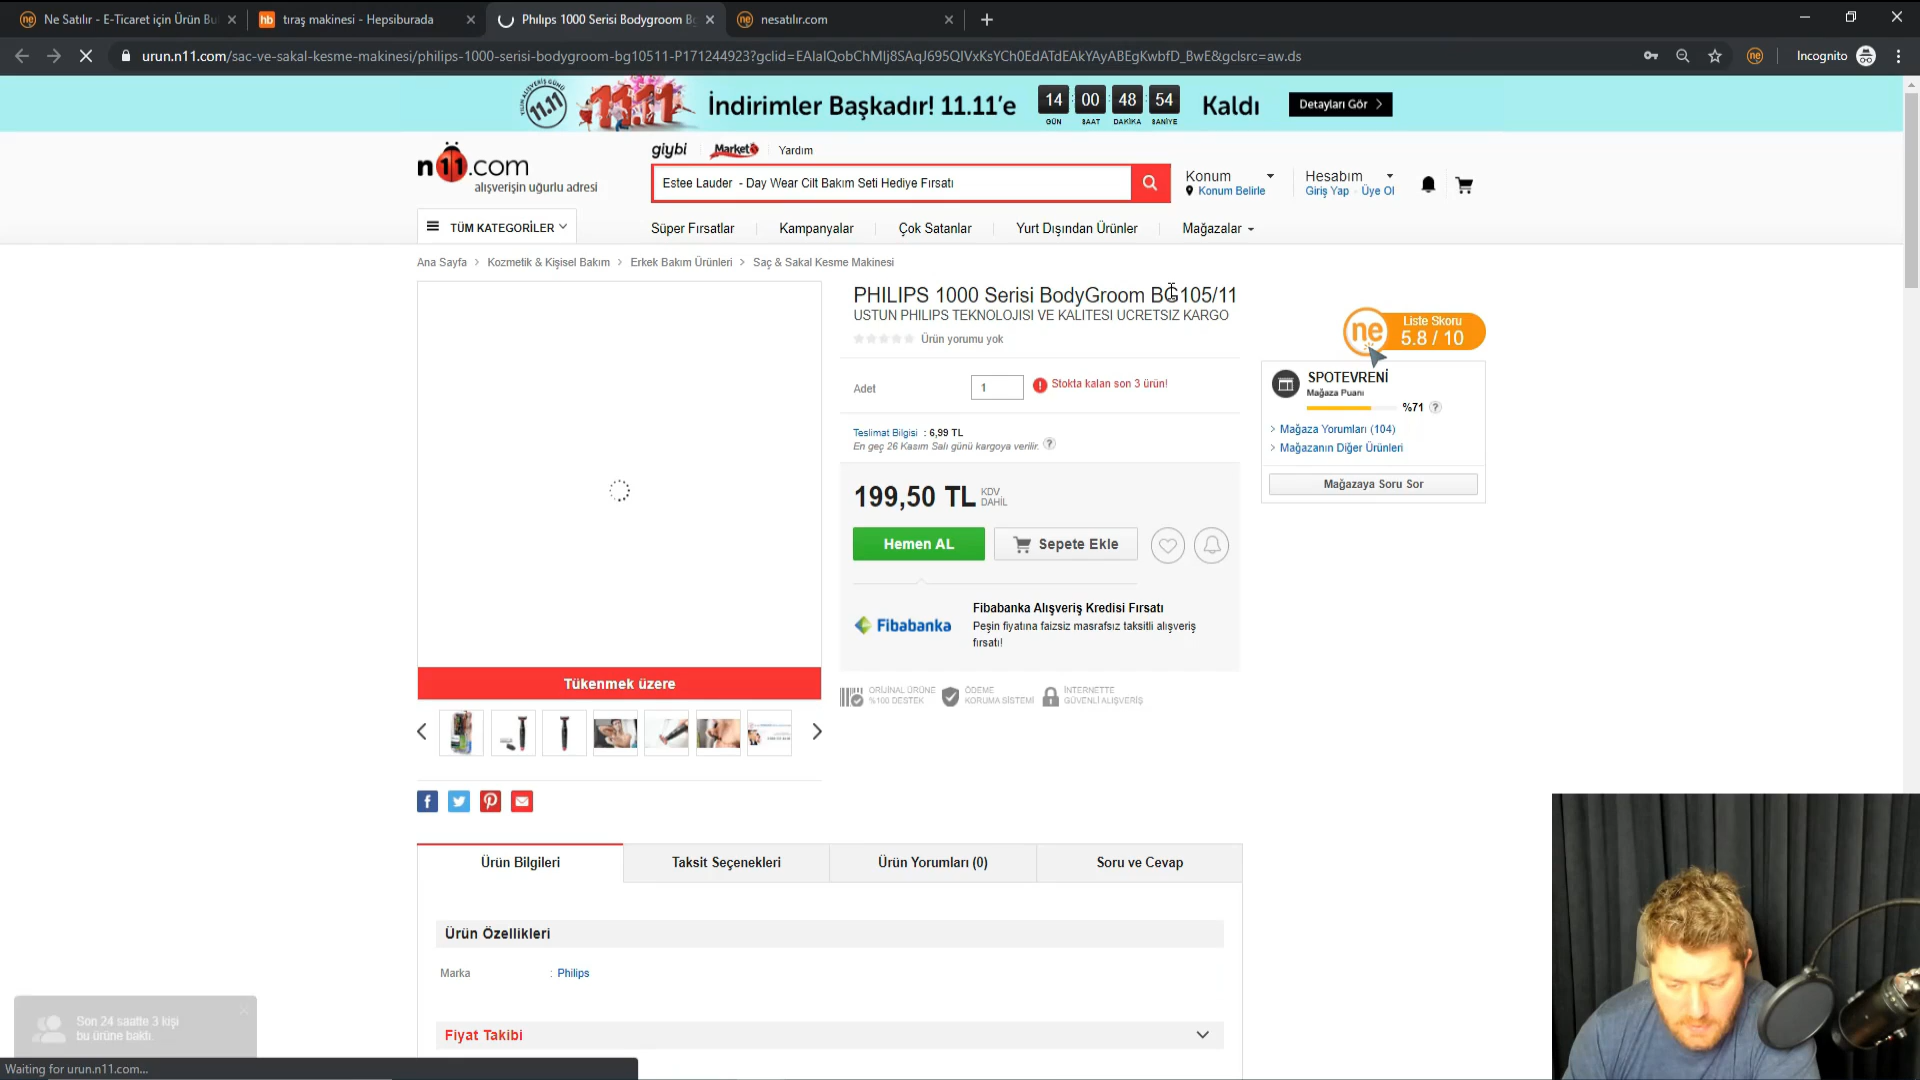 Ne Satılır - E-Ticaret için Ürün Bu
hb
tıraş makinesi - Hepsiburada
Philips 1000 Serisi Bodygroom B
ne
nesatılır.com
urun.n11.com/sac-ve-sakal-kesme-makinesi/philips-1000-serisi-bodygroom-bg10511-P171244923?gclid=EAIaIQobChMIj8SAqJ695QIVxKsYCh0EdATdEAkYAyABEgKwbfD_BwE&gclsrc=aw.ds
Incognito
11.11
11.11
İndirimler Başkadır! 11.11'e
14 00 48 54
GÜN SAAT DAKİKA SANİYE
Kaldı
Detayları Gör
n11.com
alışverişin uğurlu adresi
giybi
Market
Yardım
Estee Lauder - Day Wear Cilt Bakım Seti Hediye Fırsatı
Konum
Konum Belirle
Hesabım
Giriş Yap Üye Ol
TÜM KATEGORİLER
Süper Fırsatlar
Kampanyalar
Çok Satanlar
Yurt Dışından Ürünler
Mağazalar
Ana Sayfa > Kozmetik & Kişisel Bakım > Erkek Bakım Ürünleri > Saç & Sakal Kesme Makinesi
PHILIPS 1000 Serisi BodyGroom BG105/11
USTUN PHILIPS TEKNOLOJISI VE KALITESI UCRETSIZ KARGO
Ürün yorumu yok
Adet
1
Stokta kalan son 3 ürün!
Teslimat Bilgisi : 6,99 TL
En geç 26 Kasım Salı günü kargoya verilir.
199,50 TL KDV DAHİL
Hemen AL
Sepete Ekle
Fibabanka
Fibabanka Alışveriş Kredisi Fırsatı
Peşin fiyatına faizsiz masrafsız taksitli alışveriş
fırsatı!
ORİJİNAL ÜRÜNE
%100 DESTEK
ÖDEME
KORUMA SİSTEMİ
İNTERNETTE
GÜVENLİ ALIŞVERİŞ
ne
Liste Skoru
5.8 / 10
SPOTEVRENİ
Mağaza Puanı
%71
Mağaza Yorumları (104)
Mağazanın Diğer Ürünleri
Mağazaya Soru Sor
Tükenmek üzere
Ürün Bilgileri
Taksit Seçenekleri
Ürün Yorumları (0)
Soru ve Cevap
Ürün Özellikleri
Marka : Philips
Fiyat Takibi
Son 24 saatte 3 kişi
bu ürüne baktı.
Waiting for urun.n11.com...